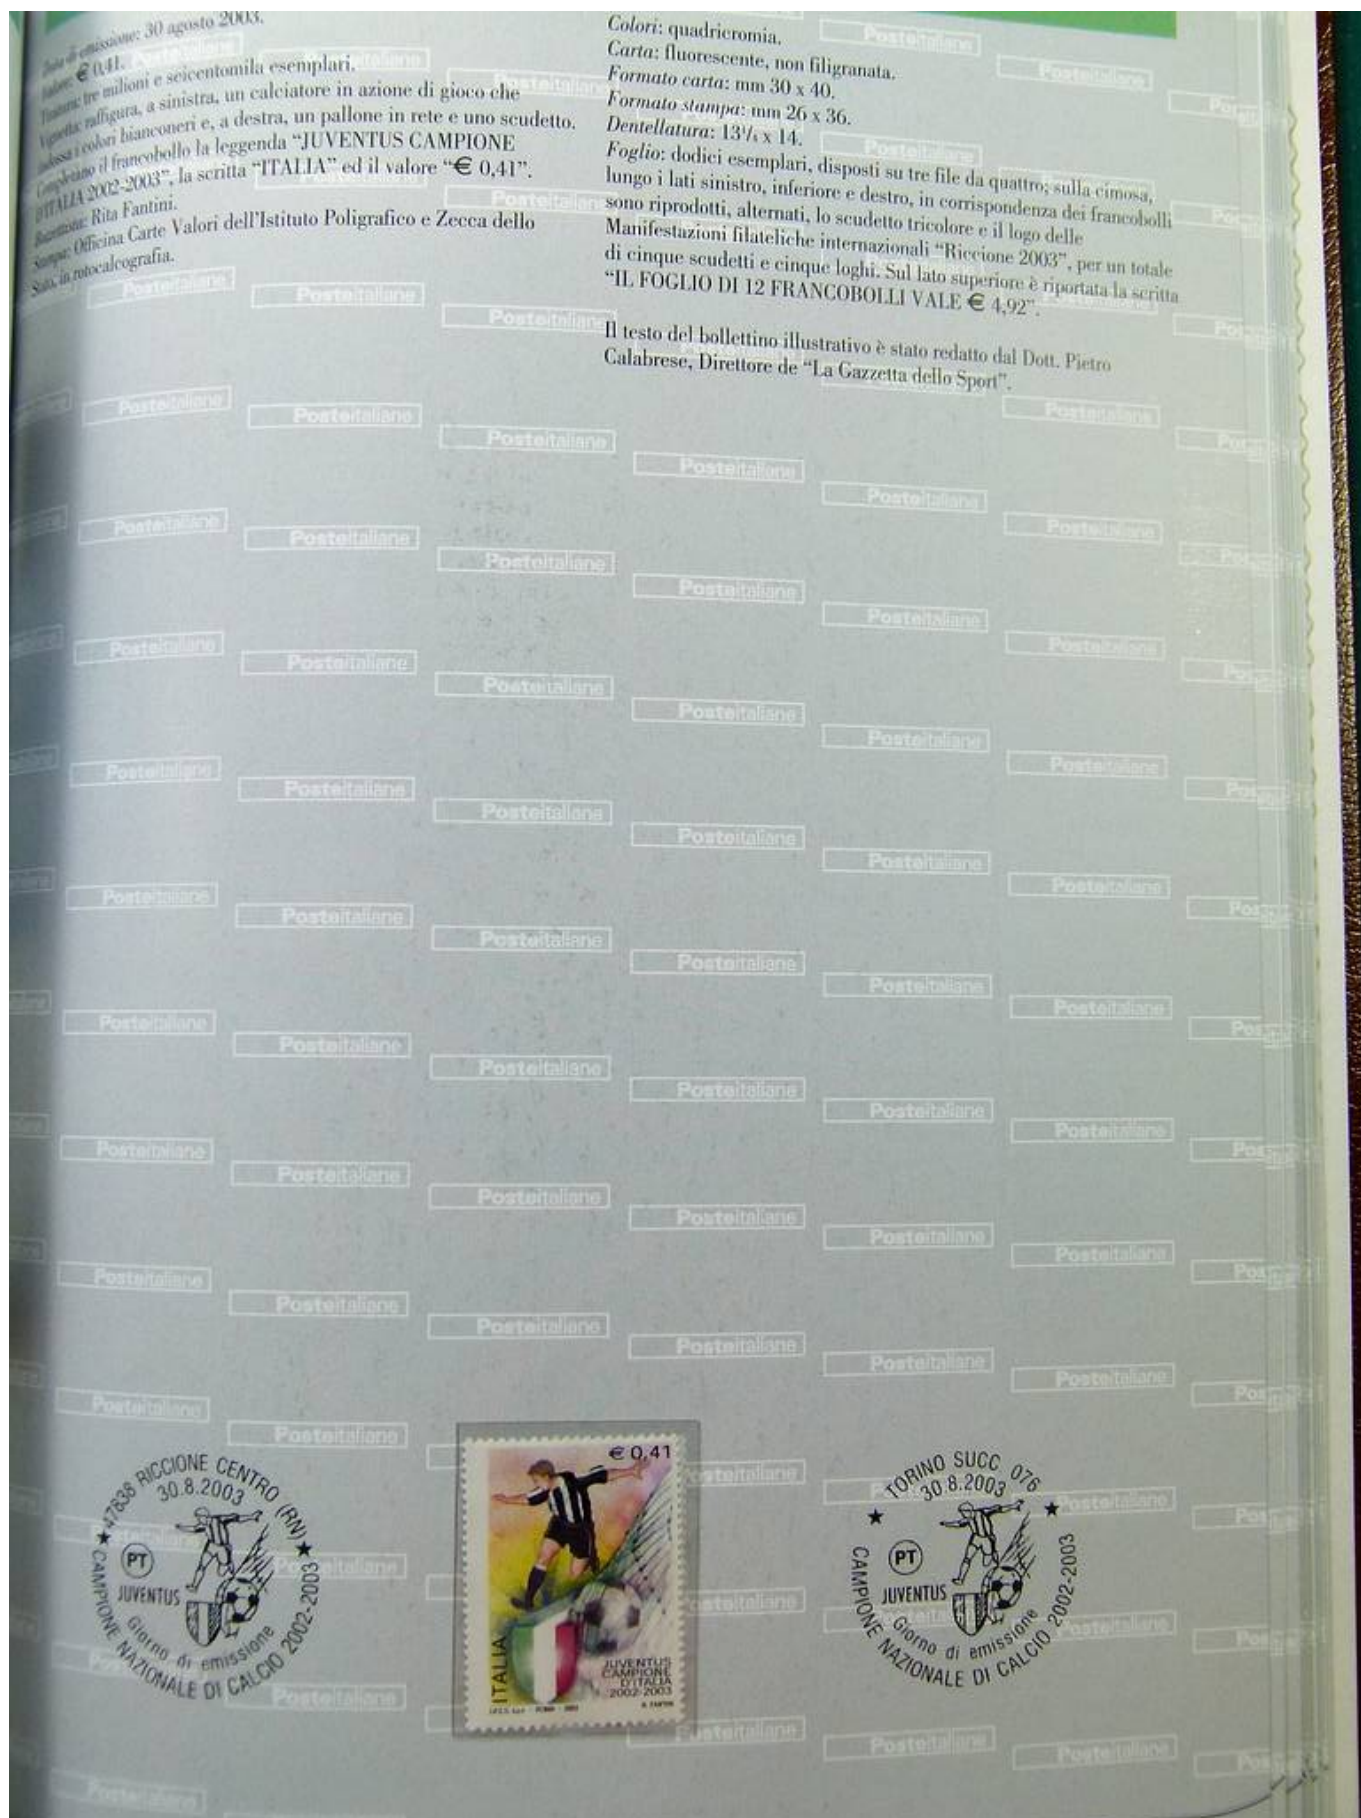 Data di emissione: 30 agosto 2003.
Valore: € 0,41.
Tiratura: tre milioni e seicentomila esemplari.
Vignetta: raffigura, a sinistra, un calciatore in azione di gioco che
indossa i colori bianconeri e, a destra, un pallone in rete e uno scudetto.
Completano il francobollo la leggenda “JUVENTUS CAMPIONE
D'ITALIA 2002-2003”, la scritta “ITALIA” ed il valore “€ 0,41”.
Bozzettista: Rita Fantini.
Stampa: Officina Carte Valori dell'Istituto Poligrafico e Zecca dello
Stato, in rotocalcografia.
Colori: quadricromia.
Carta: fluorescente, non filigranata.
Formato carta: mm 30 x 40.
Formato stampa: mm 26 x 36.
Dentellatura: 13¼ x 14.
Foglio: dodici esemplari, disposti su tre file da quattro; sulla cimosa,
lungo i lati sinistro, inferiore e destro, in corrispondenza dei francobolli
sono riprodotti, alternati, lo scudetto tricolore e il logo delle
Manifestazioni filateliche internazionali “Riccione 2003”, per un totale
di cinque scudetti e cinque loghi. Sul lato superiore è riportata la scritta
“IL FOGLIO DI 12 FRANCOBOLLI VALE € 4,92”.
Il testo del bollettino illustrativo è stato redatto dal Dott. Pietro
Calabrese, Direttore de “La Gazzetta dello Sport”.
Posteitaliane
47838 RICCIONE CENTRO (RN)
30.8.2003
PT
JUVENTUS
Giorno di emissione
CAMPIONE NAZIONALE DI CALCIO 2002-2003
€ 0,41
ITALIA
JUVENTUS
CAMPIONE
D'ITALIA
2002-2003
I.P.Z.S. S.p.A. - ROMA - 2003
R. FANTINI
TORINO SUCC 076
30.8.2003
PT
JUVENTUS
Giorno di emissione
CAMPIONE NAZIONALE DI CALCIO 2002-2003